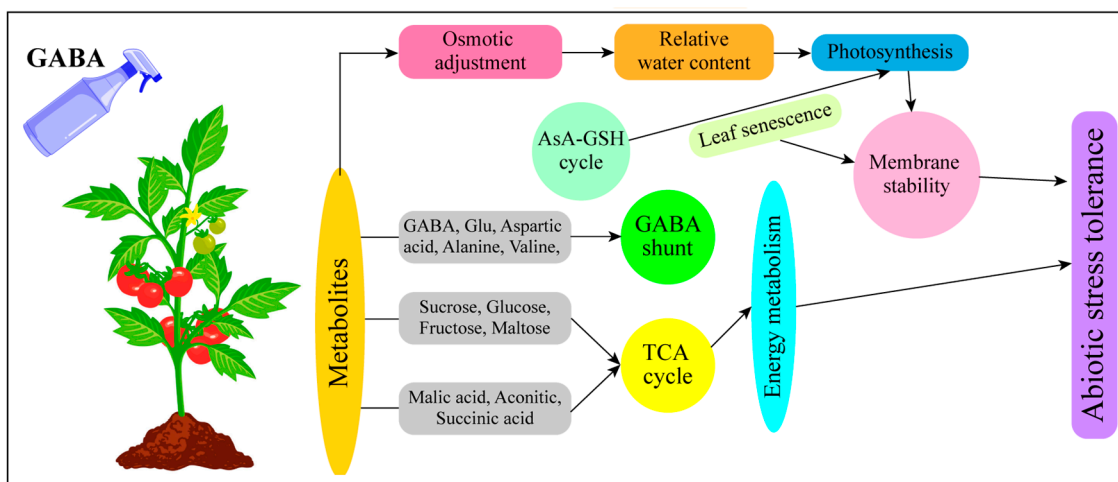 GABA
Osmotic
adjustment
Relative
water content
Photosynthesis
AsA-GSH
cycle
Leaf senescence
Membrane
stability
Metabolites
GABA, Glu, Aspartic
acid, Alanine, Valine,
GABA
shunt
Sucrose, Glucose,
Fructose, Maltose
TCA
cycle
Malic acid, Aconitic,
Succinic acid
Energy metabolism
Abiotic stress tolerance